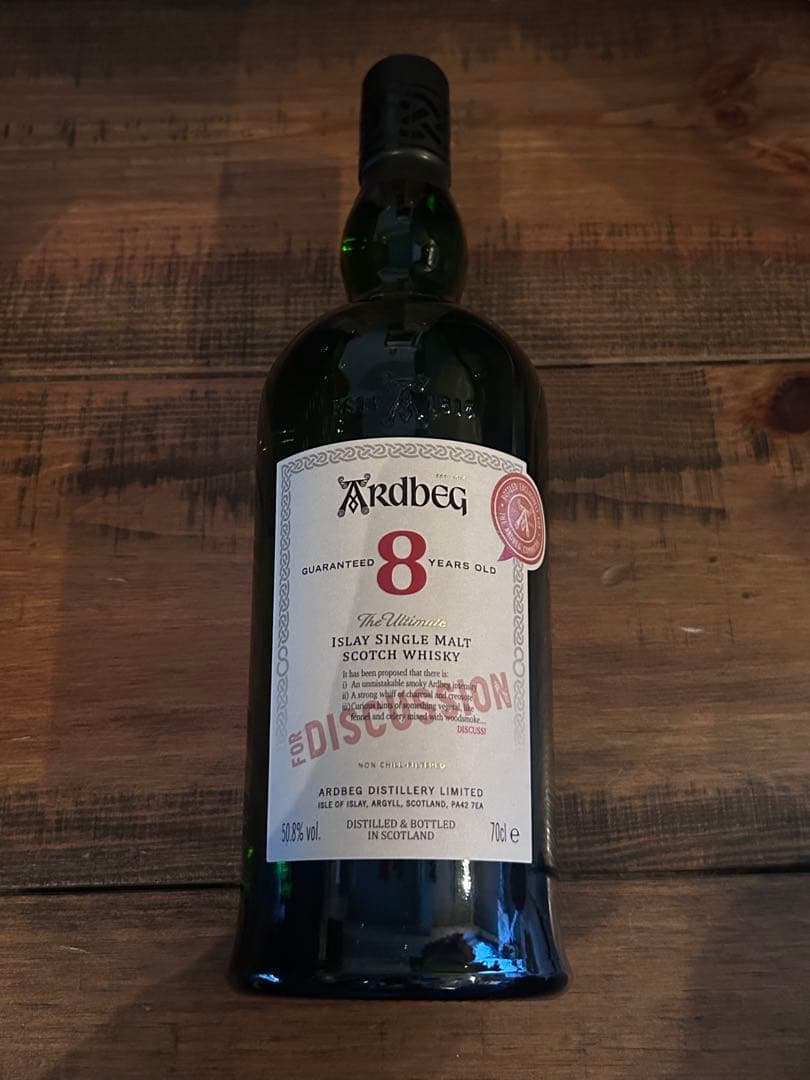 ESTD 1815
ARDBEG
GUARANTEED 8 YEARS OLD
The Ultimate
ISLAY SINGLE MALT
SCOTCH WHISKY
It has been proposed that there is:
i) An unmistakable smoky Ardbeg intensity
ii) A strong whiff of charcoal and creosote
iii) Curious hints of something vegetal, like
fennel and celery mixed with woodsmoke...
DISCUSS!
FOR DISCUSSION
NON CHILL-FILTERED
ARDBEG DISTILLERY LIMITED
ISLE OF ISLAY, ARGYLL, SCOTLAND, PA42 7EA
50.8% vol.
DISTILLED & BOTTLED
IN SCOTLAND
70cl e